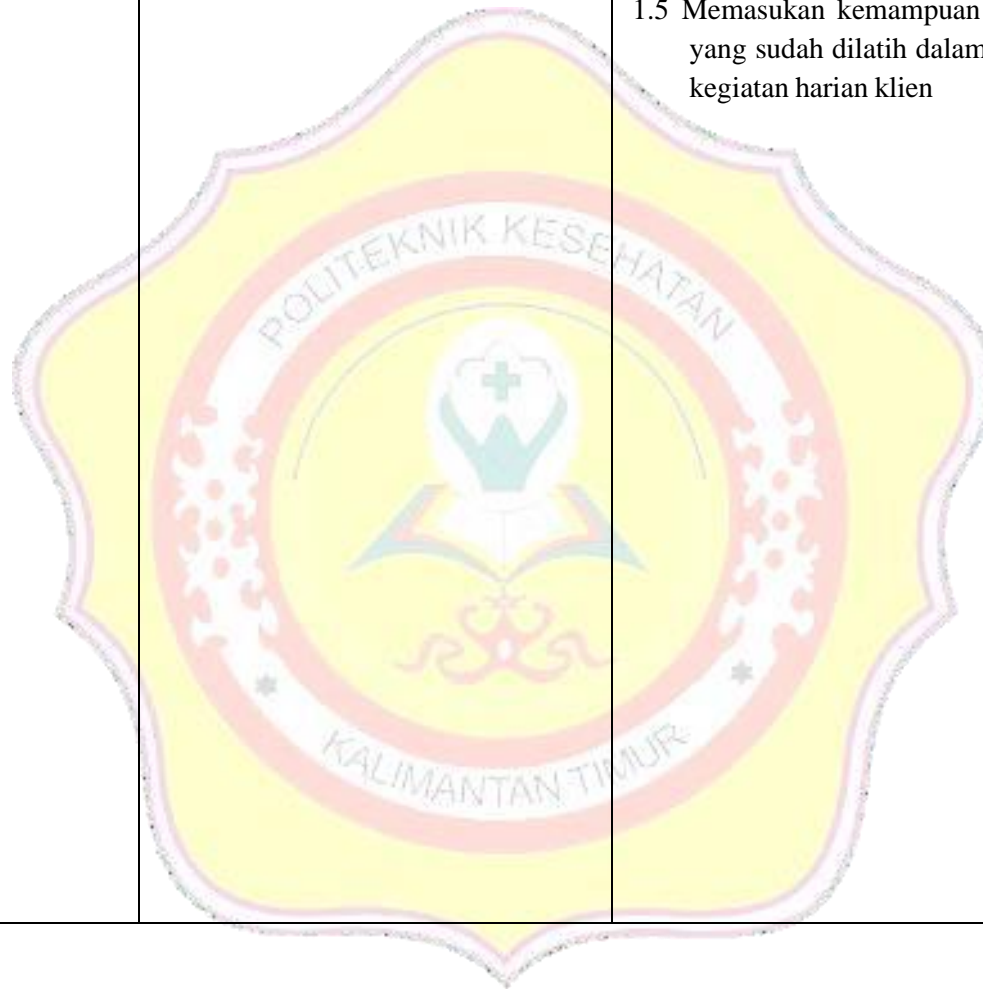 1.5 Memasukan kemampuan
yang sudah dilatih dalam
kegiatan harian klien
POLITEKNIK KESEHATAN
KALIMANTAN TIMUR